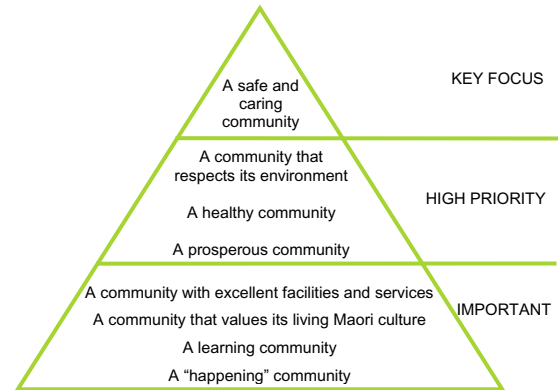 A safe and
caring
community
KEY FOCUS
A community that
respects its environment
A healthy community
A prosperous community
HIGH PRIORITY
A community with excellent facilities and services
A community that values its living Maori culture
A learning community
A “happening” community
IMPORTANT